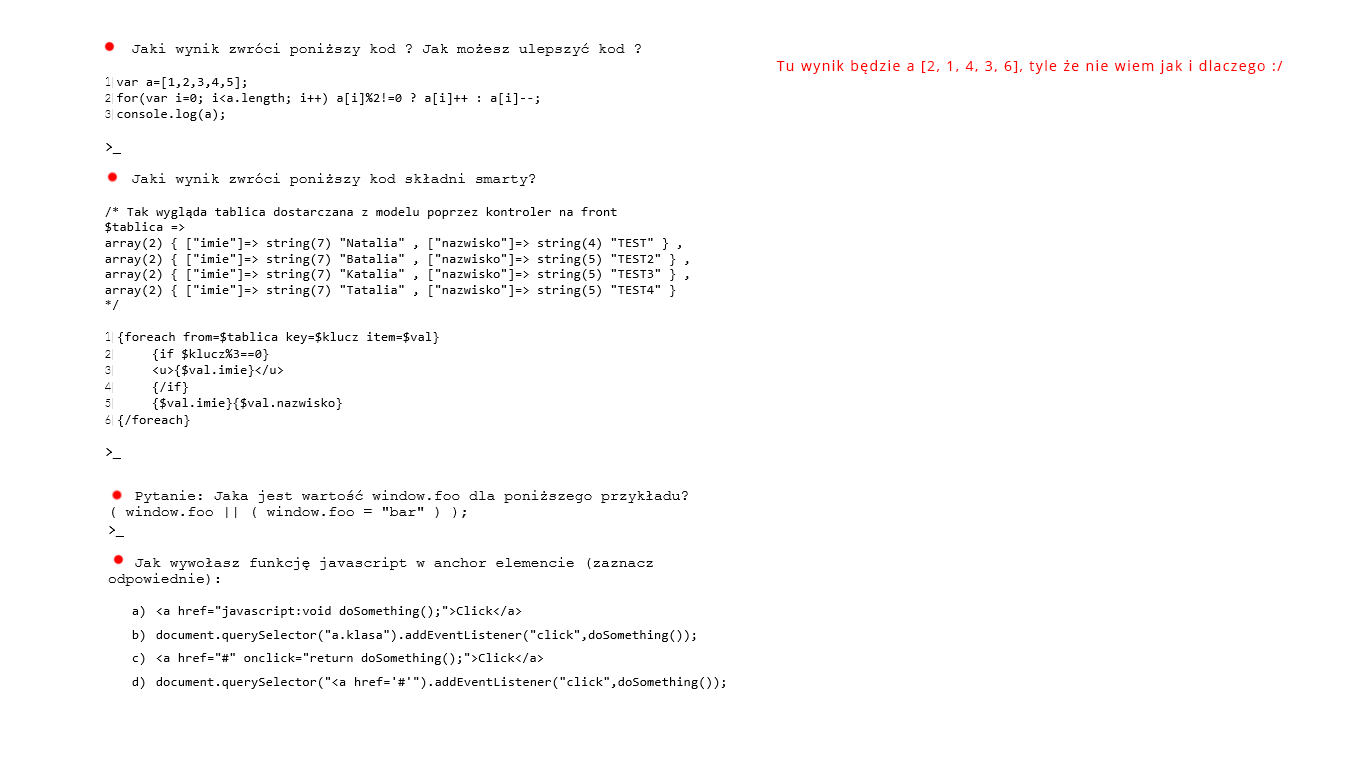 Jaki wynik zwróci poniższy kod ? Jak możesz ulepszyć kod ?
Tu wynik będzie a [2, 1, 4, 3, 6], tyle że nie wiem jak i dlaczego :/
1 var a=[1,2,3,4,5];
2 for(var i=0; i<a.length; i++) a[i]%2!=0 ? a[i]++ : a[i]--;
3 console.log(a);
>_
Jaki wynik zwróci poniższy kod składni smarty?
/* Tak wygląda tablica dostarczana z modelu poprzez kontroler na front
$tablica =>
array(2) { ["imie"]=> string(7) "Natalia" , ["nazwisko"]=> string(4) "TEST" } ,
array(2) { ["imie"]=> string(7) "Batalia" , ["nazwisko"]=> string(5) "TEST2" } ,
array(2) { ["imie"]=> string(7) "Katalia" , ["nazwisko"]=> string(5) "TEST3" } ,
array(2) { ["imie"]=> string(7) "Tatalia" , ["nazwisko"]=> string(5) "TEST4" }
*/
1 {foreach from=$tablica key=$klucz item=$val}
2 {if $klucz%3==0}
3 <u>{$val.imie}</u>
4 {/if}
5 {$val.imie}{$val.nazwisko}
6 {/foreach}
>_
Pytanie: Jaka jest wartość window.foo dla poniższego przykładu?
( window.foo || ( window.foo = "bar" ) );
>_
Jak wywołasz funkcję javascript w anchor elemencie (zaznacz
odpowiednie):
a) <a href="javascript:void doSomething();">Click</a>
b) document.querySelector("a.klasa").addEventListener("click",doSomething());
c) <a href="#" onclick="return doSomething();">Click</a>
d) document.querySelector("<a href='#'").addEventListener("click",doSomething());